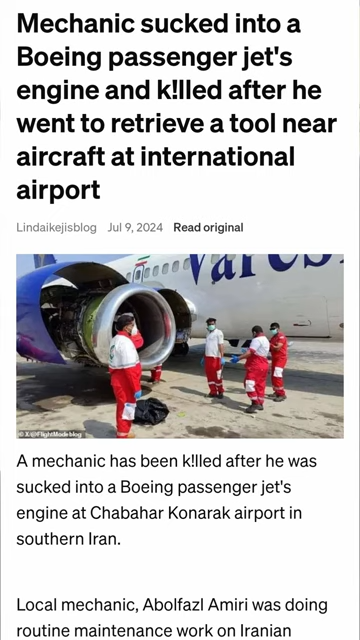 Mechanic sucked into a
Boeing passenger jet's
engine and k!lled after he
went to retrieve a tool near
aircraft at international
airport
Lindaikejisblog Jul 9, 2024 Read original
Vares
© X/@FlightModeblog
A mechanic has been k!lled after he was
sucked into a Boeing passenger jet's
engine at Chabahar Konarak airport in
southern Iran.
Local mechanic, Abolfazl Amiri was doing
routine maintenance work on Iranian